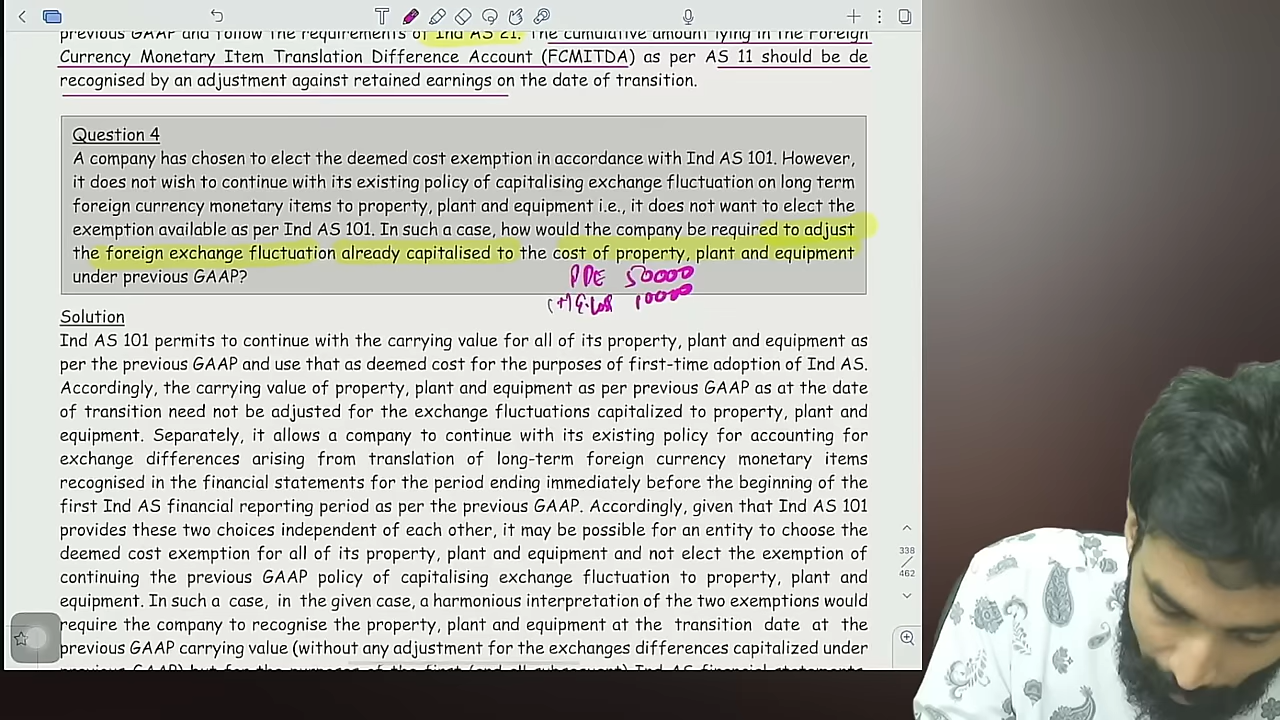 previous GAAP and follow the requirements of Ind AS 21. The cumulative amount lying in the Foreign
Currency Monetary Item Translation Difference Account (FCMITDA) as per AS 11 should be de
recognised by an adjustment against retained earnings on the date of transition.
Question 4
A company has chosen to elect the deemed cost exemption in accordance with Ind AS 101. However,
it does not wish to continue with its existing policy of capitalising exchange fluctuation on long term
foreign currency monetary items to property, plant and equipment i.e., it does not want to elect the
exemption available as per Ind AS 101. In such a case, how would the company be required to adjust
the foreign exchange fluctuation already capitalised to the cost of property, plant and equipment
under previous GAAP?
PPE 50000
(+) E.Loss 10000
Solution
Ind AS 101 permits to continue with the carrying value for all of its property, plant and equipment as
per the previous GAAP and use that as deemed cost for the purposes of first-time adoption of Ind AS.
Accordingly, the carrying value of property, plant and equipment as per previous GAAP as at the date
of transition need not be adjusted for the exchange fluctuations capitalized to property, plant and
equipment. Separately, it allows a company to continue with its existing policy for accounting for
exchange differences arising from translation of long-term foreign currency monetary items
recognised in the financial statements for the period ending immediately before the beginning of the
first Ind AS financial reporting period as per the previous GAAP. Accordingly, given that Ind AS 101
provides these two choices independent of each other, it may be possible for an entity to choose the
deemed cost exemption for all of its property, plant and equipment and not elect the exemption of
continuing the previous GAAP policy of capitalising exchange fluctuation to property, plant and
equipment. In such a case, in the given case, a harmonious interpretation of the two exemptions would
require the company to recognise the property, plant and equipment at the transition date at the
previous GAAP carrying value (without any adjustment for the exchanges differences capitalized under
previous GAAP) but for the purposes of the first (and all subsequent) Ind AS financial statements,
338
/
462